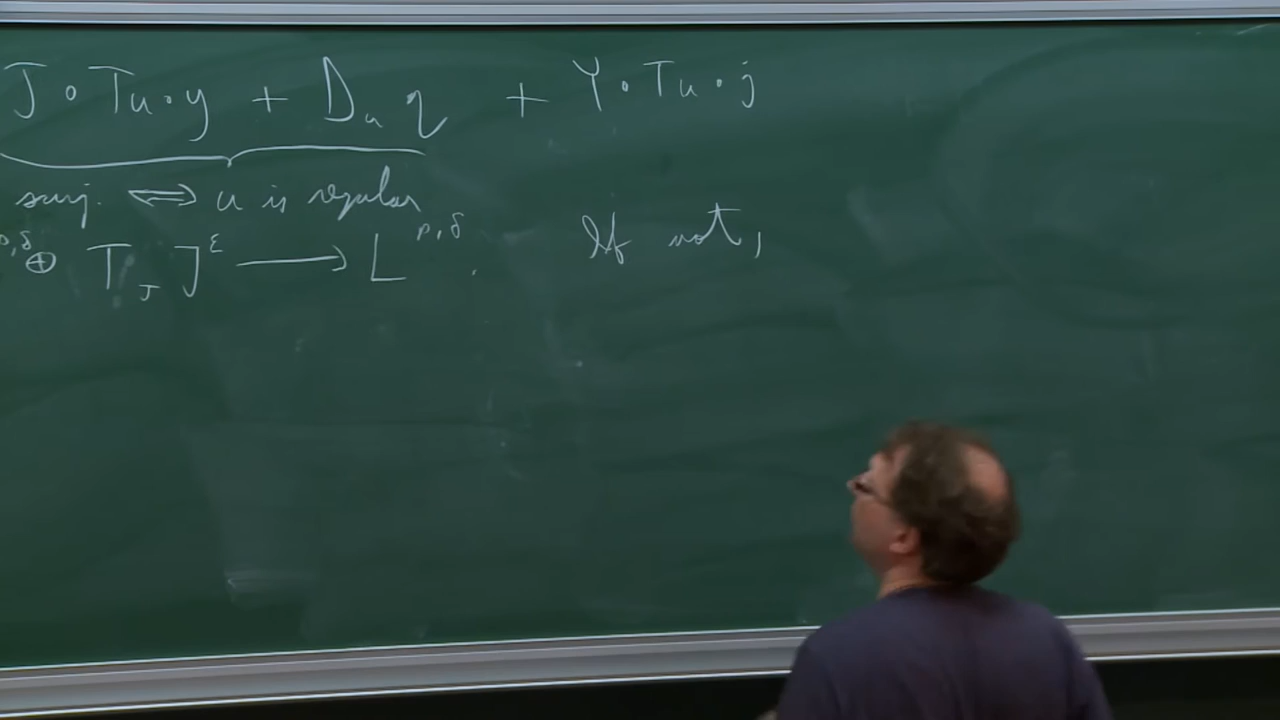 J ∘ Tu ∘ y + D_u η + Y ∘ Tu ∘ j
surj. ⟺ u is regular
^{p,δ} ⊕ T_J J^ε ⟶ L^{p,δ}. If not,